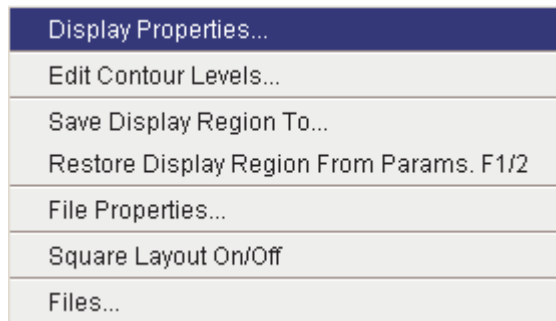 Display Properties...
Edit Contour Levels...
Save Display Region To...
Restore Display Region From Params. F1/2
File Properties...
Square Layout On/Off
Files...